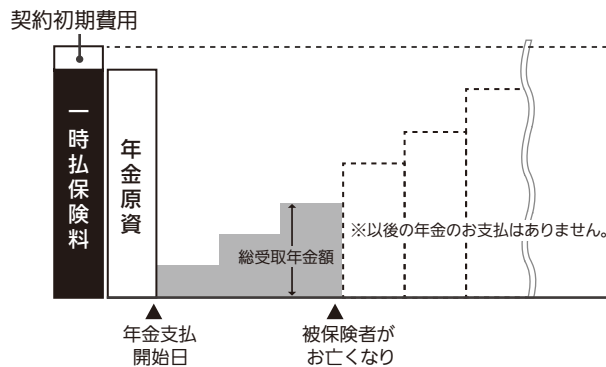 契約初期費用
一時払保険料
年金原資
総受取年金額
※以後の年金のお支払はありません。
▲
年金支払
開始日
▲
被保険者が
お亡くなり